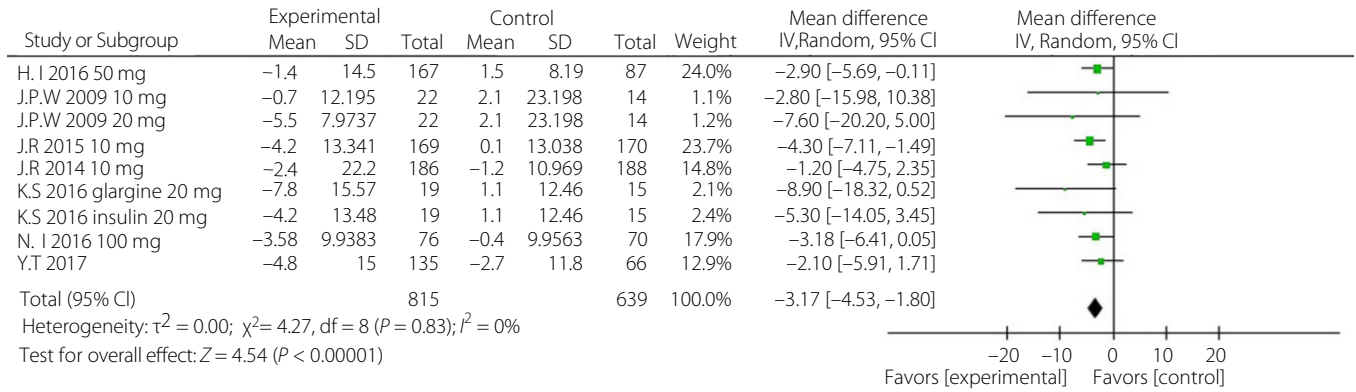 Experimental Control Mean difference Mean difference
Study or Subgroup Mean SD Total Mean SD Total Weight IV,Random, 95% CI IV, Random, 95% CI
H. I 2016 50 mg −1.4 14.5 167 1.5 8.19 87 24.0% −2.90 [−5.69, −0.11]
J.P.W 2009 10 mg −0.7 12.195 22 2.1 23.198 14 1.1% −2.80 [−15.98, 10.38]
J.P.W 2009 20 mg −5.5 7.9737 22 2.1 23.198 14 1.2% −7.60 [−20.20, 5.00]
J.R 2015 10 mg −4.2 13.341 169 0.1 13.038 170 23.7% −4.30 [−7.11, −1.49]
J.R 2014 10 mg −2.4 22.2 186 −1.2 10.969 188 14.8% −1.20 [−4.75, 2.35]
K.S 2016 glargine 20 mg −7.8 15.57 19 1.1 12.46 15 2.1% −8.90 [−18.32, 0.52]
K.S 2016 insulin 20 mg −4.2 13.48 19 1.1 12.46 15 2.4% −5.30 [−14.05, 3.45]
N. I 2016 100 mg −3.58 9.9383 76 −0.4 9.9563 70 17.9% −3.18 [−6.41, 0.05]
Y.T 2017 −4.8 15 135 −2.7 11.8 66 12.9% −2.10 [−5.91, 1.71]
Total (95% CI) 815 639 100.0% −3.17 [−4.53, −1.80]
Heterogeneity: τ² = 0.00; χ²= 4.27, df = 8 (P = 0.83); I² = 0%
Test for overall effect: Z = 4.54 (P < 0.00001)
−20 −10 0 10 20
Favors [experimental] Favors [control]